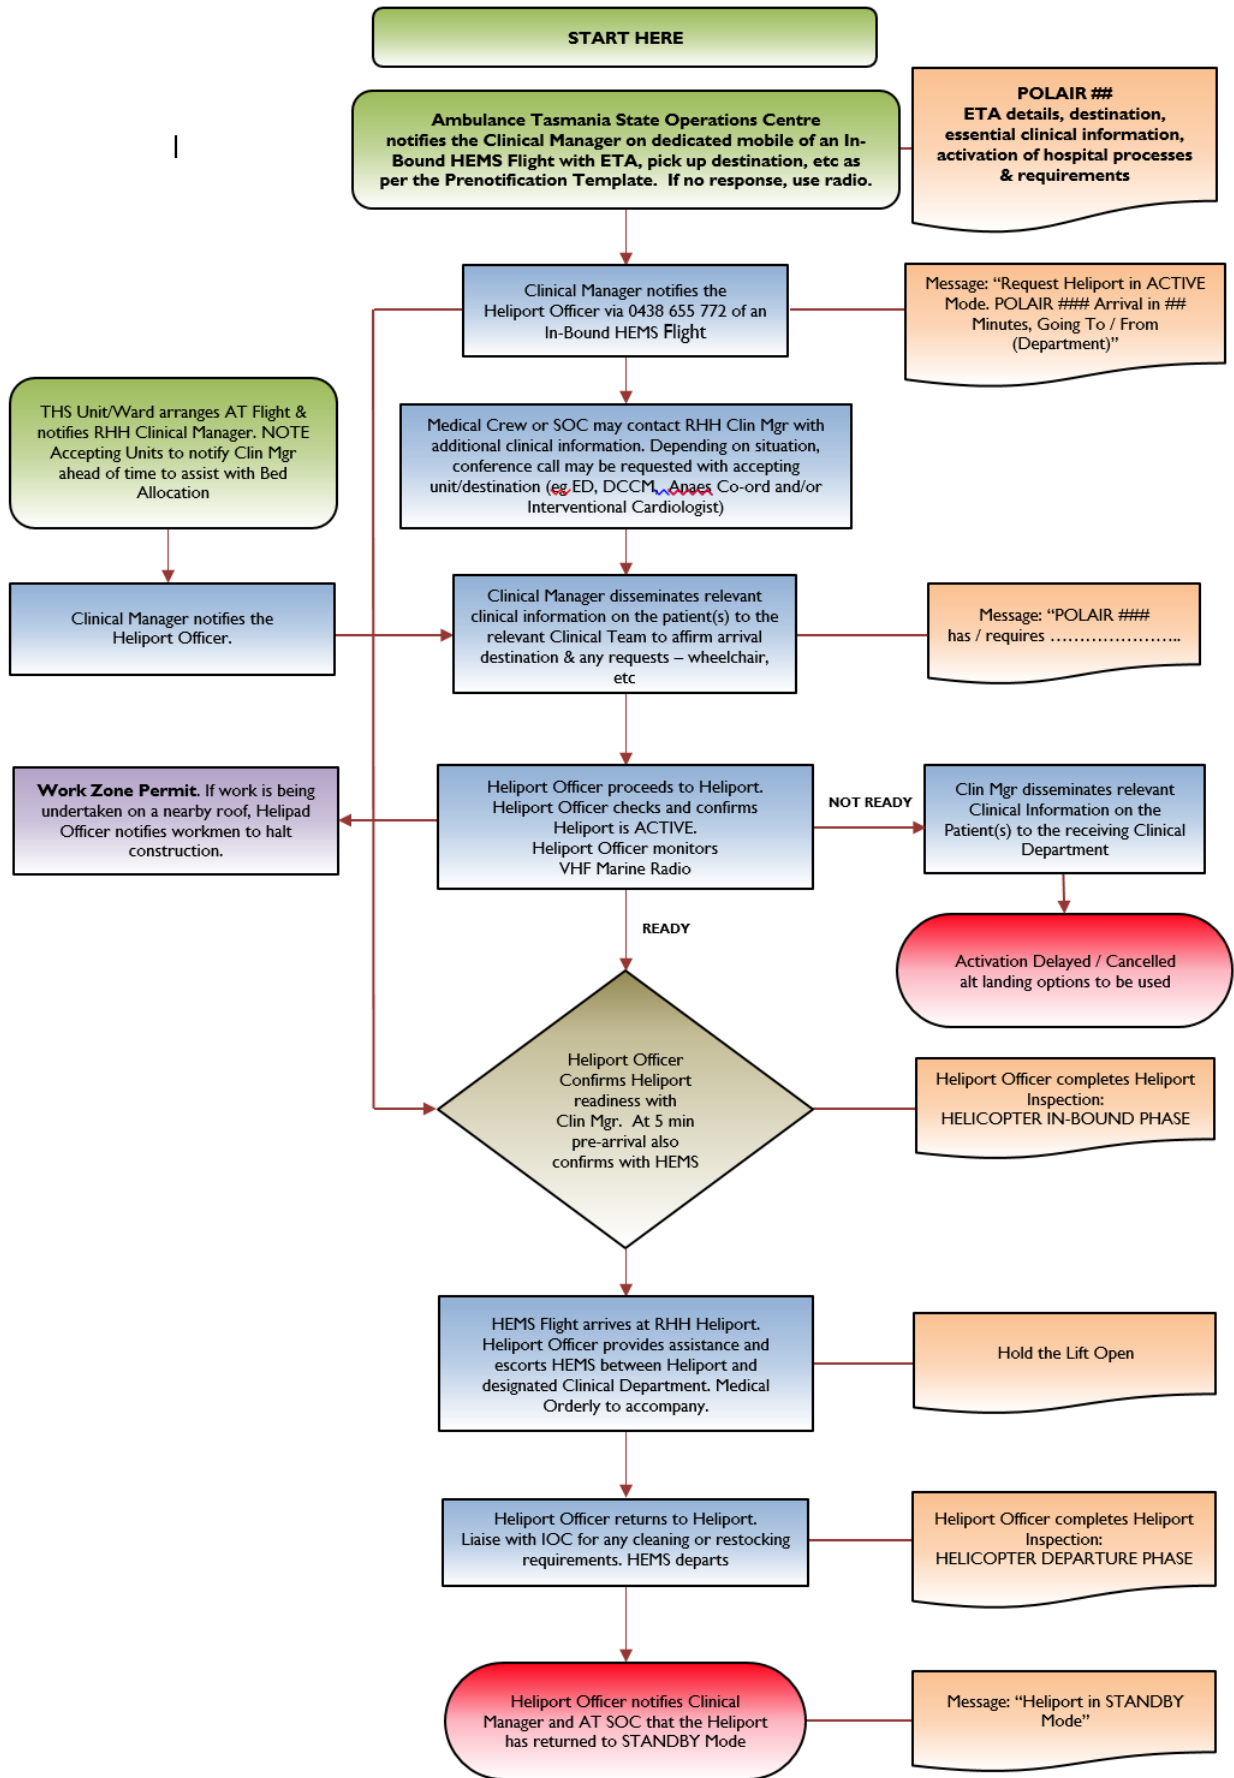 START HERE
Ambulance Tasmania State Operations Centre
notifies the Clinical Manager on dedicated mobile of an In-
Bound HEMS Flight with ETA, pick up destination, etc as
per the Prenotification Template. If no response, use radio.
POLAIR ##
ETA details, destination,
essential clinical information,
activation of hospital processes
& requirements
Clinical Manager notifies the
Heliport Officer via 0438 655 772 of an
In-Bound HEMS Flight
Message: “Request Heliport in ACTIVE
Mode. POLAIR ### Arrival in ##
Minutes, Going To / From
(Department)”
THS Unit/Ward arranges AT Flight &
notifies RHH Clinical Manager. NOTE
Accepting Units to notify Clin Mgr
ahead of time to assist with Bed
Allocation
Medical Crew or SOC may contact RHH Clin Mgr with
additional clinical information. Depending on situation,
conference call may be requested with accepting
unit/destination (eg ED, DCCM, Anaes Co-ord and/or
Interventional Cardiologist)
Clinical Manager notifies the
Heliport Officer.
Clinical Manager disseminates relevant
clinical information on the patient(s) to the
relevant Clinical Team to affirm arrival
destination & any requests – wheelchair,
etc
Message: “POLAIR ###
has / requires …………………..
Work Zone Permit. If work is being
undertaken on a nearby roof, Helipad
Officer notifies workmen to halt
construction.
Heliport Officer proceeds to Heliport.
Heliport Officer checks and confirms
Heliport is ACTIVE.
Heliport Officer monitors
VHF Marine Radio
NOT READY
Clin Mgr disseminates relevant
Clinical Information on the
Patient(s) to the receiving Clinical
Department
READY
Activation Delayed / Cancelled
alt landing options to be used
Heliport Officer
Confirms Heliport
readiness with
Clin Mgr. At 5 min
pre-arrival also
confirms with HEMS
Heliport Officer completes Heliport
Inspection:
HELICOPTER IN-BOUND PHASE
HEMS Flight arrives at RHH Heliport.
Heliport Officer provides assistance and
escorts HEMS between Heliport and
designated Clinical Department. Medical
Orderly to accompany.
Hold the Lift Open
Heliport Officer returns to Heliport.
Liaise with IOC for any cleaning or restocking
requirements. HEMS departs
Heliport Officer completes Heliport
Inspection:
HELICOPTER DEPARTURE PHASE
Heliport Officer notifies Clinical
Manager and AT SOC that the Heliport
has returned to STANDBY Mode
Message: “Heliport in STANDBY
Mode”